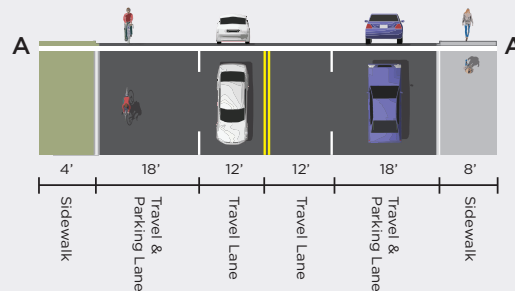 A A
4’ 18’ 12’ 12’ 18’ 8’
Sidewalk
Travel &
Parking Lane
Travel Lane
Travel Lane
Travel &
Parking Lane
Sidewalk